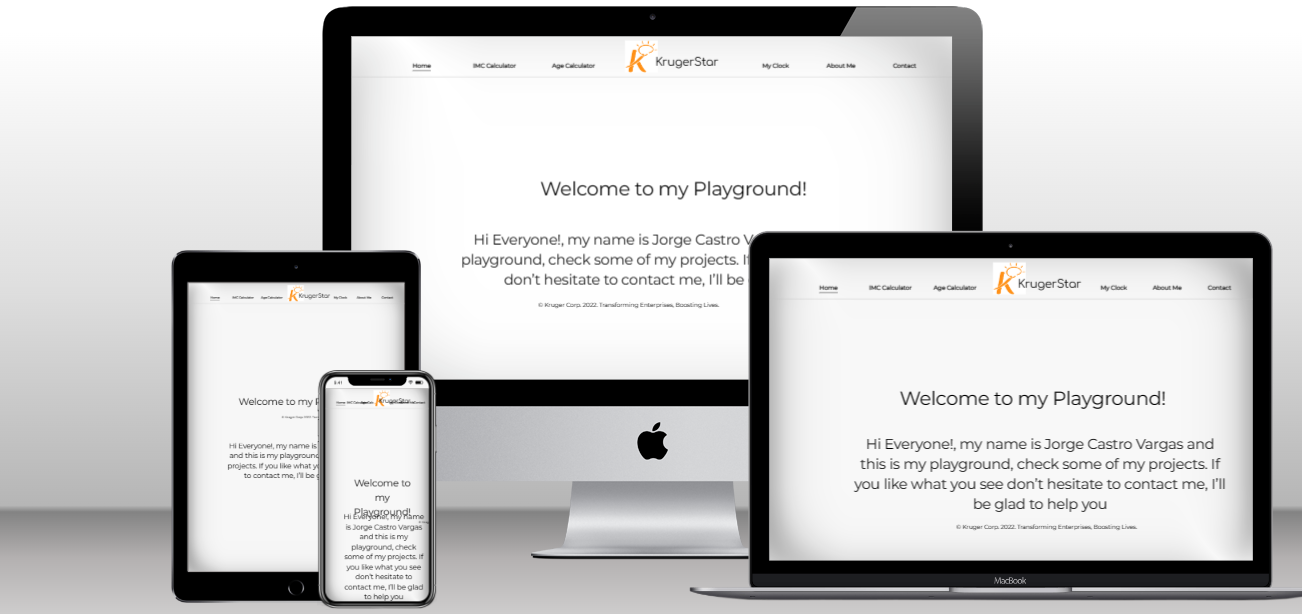 Home IMC Calculator Age Calculator KrugerStar My Clock About Me Contact
Welcome to my Playground!
Hi Everyone!, my name is Jorge Castro V
playground, check some of my projects. If
don't hesitate to contact me, I'll be
© Kruger Corp. 2022. Transforming Enterprises, Boosting Lives.
Home IMC Calculator Age Calculator KrugerStar My Clock About Me Contact
Welcome to my Playground!
Hi Everyone!, my name is Jorge Castro Vargas and
this is my playground, check some of my projects. If
you like what you see don't hesitate to contact me, I'll
be glad to help you
© Kruger Corp. 2022. Transforming Enterprises, Boosting Lives.
MacBook
Home IMC Calculator Age Calculator KrugerStar My Clock About Me Contact
Welcome to my
Hi Everyone!, my name is
and this is my playground
projects. If you like what
to contact me, I'll be
9:41
Home KrugerStar Contact
Welcome to
my
Playground!
Hi Everyone!, my name
is Jorge Castro Vargas
and this is my
playground, check
some of my projects. If
you like what you see
don't hesitate to
contact me, I'll be glad
to help you